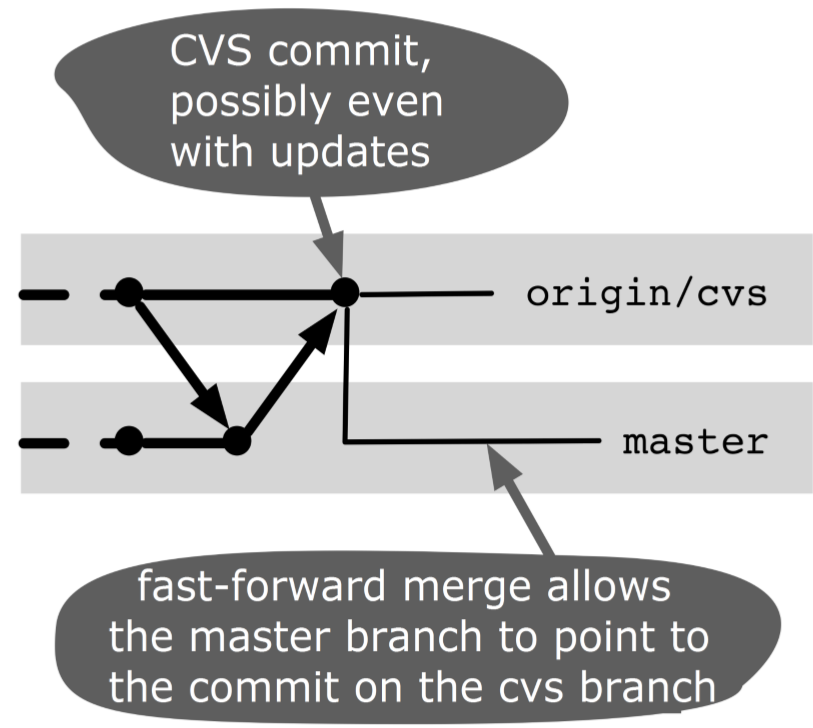 CVS commit,
possibly even
with updates
origin/cvs
master
fast-forward merge allows
the master branch to point to
the commit on the cvs branch